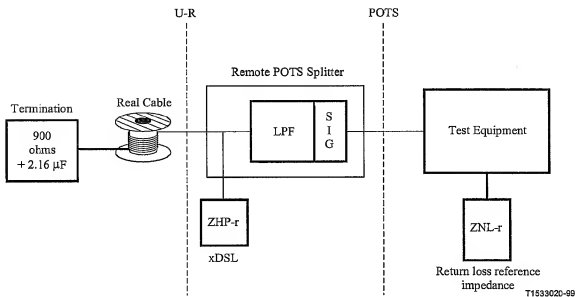 U-R
POTS
Remote POTS Splitter
Termination
Real Cable
900
ohms
+ 2.16 µF
LPF
S
I
G
Test Equipment
ZHP-r
xDSL
ZNL-r
Return loss reference
impedance
T1533020-99